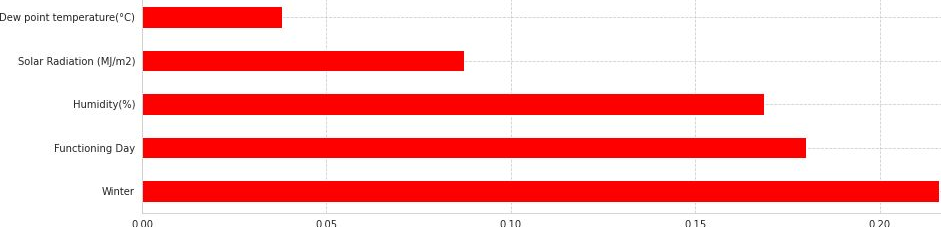 Dew point temperature(°C)
Solar Radiation (MJ/m2)
Humidity(%)
Functioning Day
Winter
0.00 0.05 0.10 0.15 0.20